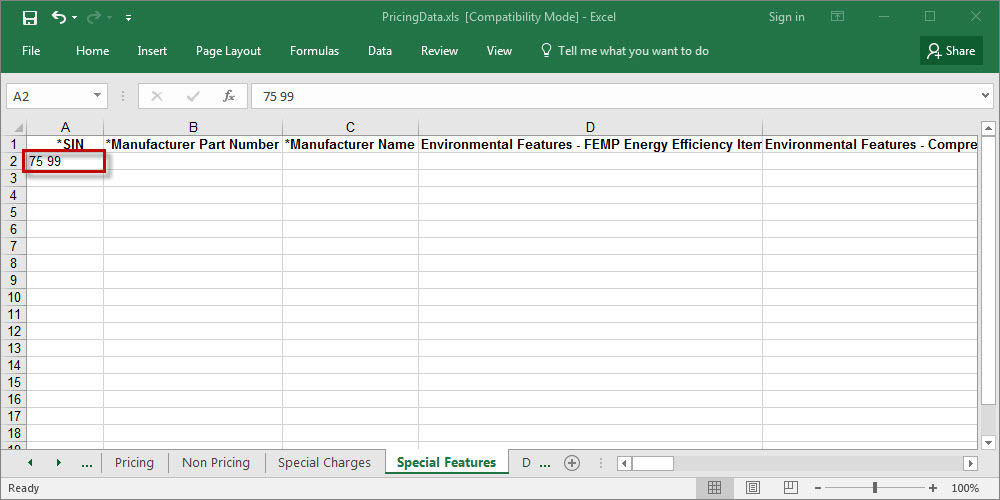 PricingData.xls [Compatibility Mode] - Excel
Sign in
File Home Insert Page Layout Formulas Data Review View Tell me what you want to do Share
A2 fx 75 99
A B C D
1 *SIN *Manufacturer Part Number *Manufacturer Name Environmental Features - FEMP Energy Efficiency Item Environmental Features - Compre
2 75 99
3
4
5
6
7
8
9
10
11
12
13
14
15
16
17
18
19
... Pricing Non Pricing Special Charges Special Features D ...
Ready 100%